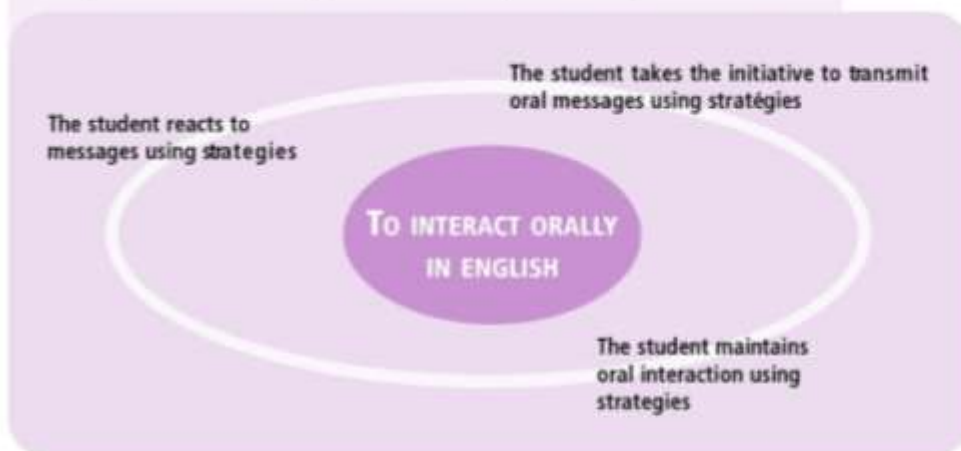 The student takes the initiative to transmit
oral messages using stratégies
The student reacts to
messages using strategies
TO INTERACT ORALLY
IN ENGLISH
The student maintains
oral interaction using
strategies